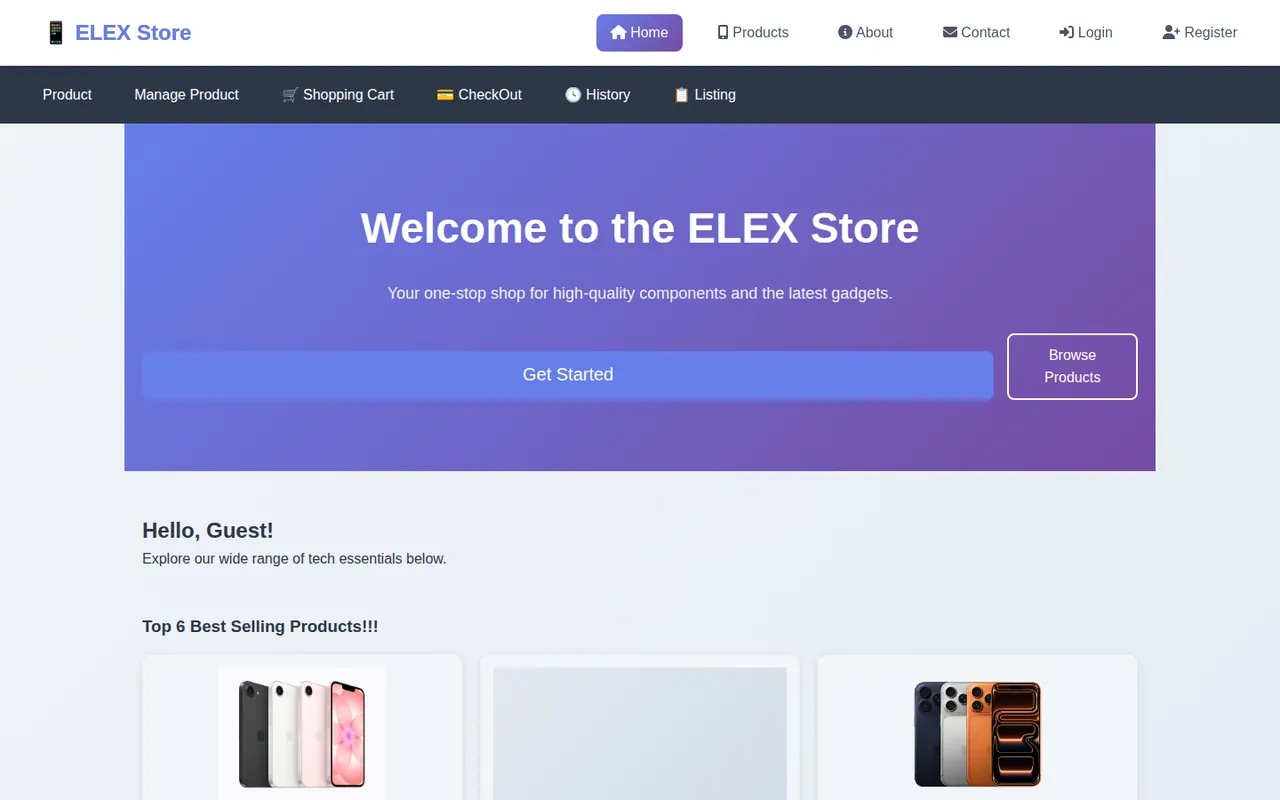 ELEX Store
Home
Products
About
Contact
Login
Register
Product
Manage Product
Shopping Cart
CheckOut
History
Listing
Welcome to the ELEX Store
Your one-stop shop for high-quality components and the latest gadgets.
Get Started
Browse
Products
Hello, Guest!
Explore our wide range of tech essentials below.
Top 6 Best Selling Products!!!